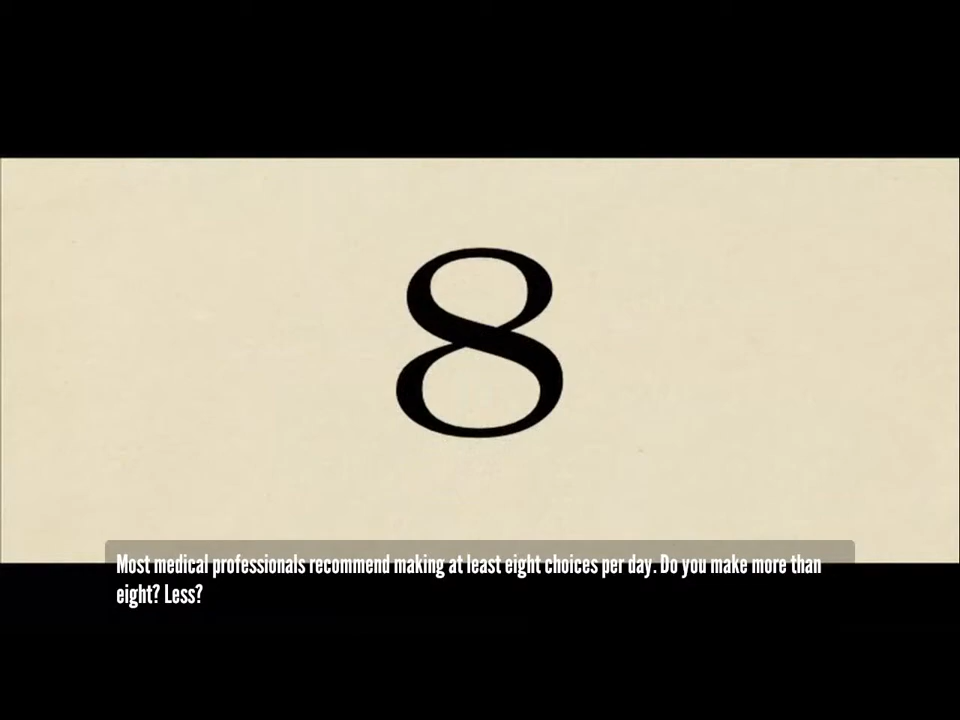 8
Most medical professionals recommend making at least eight choices per day. Do you make more than
eight? Less?